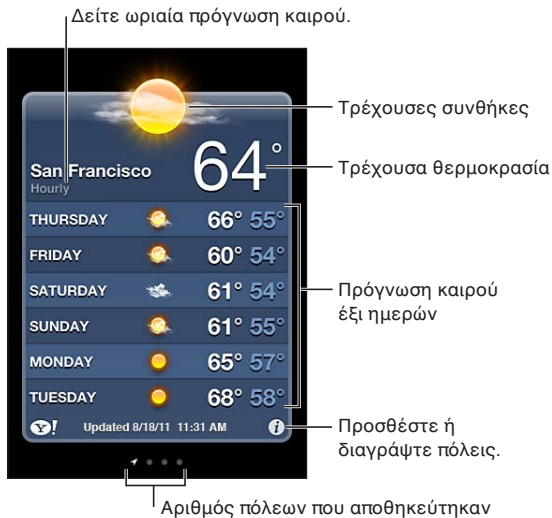 Δείτε ωριαία πρόγνωση καιρού.
Τρέχουσες συνθήκες
64°
Τρέχουσα θερμοκρασία
San Francisco
Hourly
THURSDAY 66° 55°
FRIDAY 60° 54°
SATURDAY 61° 54°
SUNDAY 61° 55°
MONDAY 65° 57°
TUESDAY 68° 58°
Πρόγνωση καιρού
έξι ημερών
Y! Updated 8/18/11 11:31 AM i
Προσθέστε ή
διαγράψτε πόλεις.
Αριθμός πόλεων που αποθηκεύτηκαν